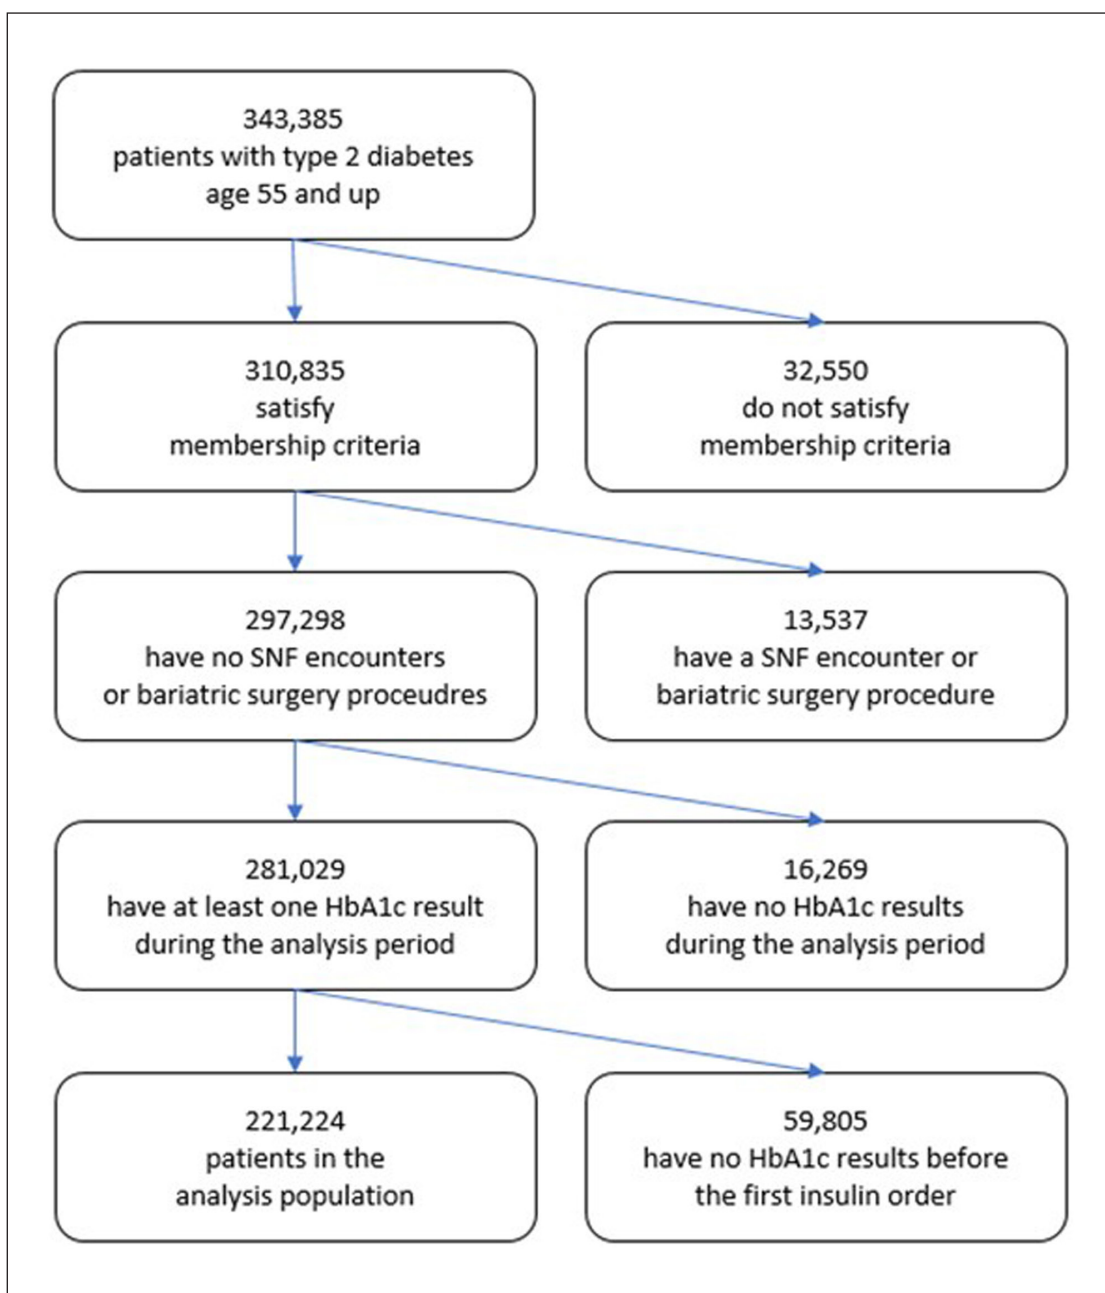 343,385
patients with type 2 diabetes
age 55 and up
310,835
satisfy
membership criteria
32,550
do not satisfy
membership criteria
297,298
have no SNF encounters
or bariatric surgery proceudres
13,537
have a SNF encounter or
bariatric surgery procedure
281,029
have at least one HbA1c result
during the analysis period
16,269
have no HbA1c results
during the analysis period
221,224
patients in the
analysis population
59,805
have no HbA1c results before
the first insulin order